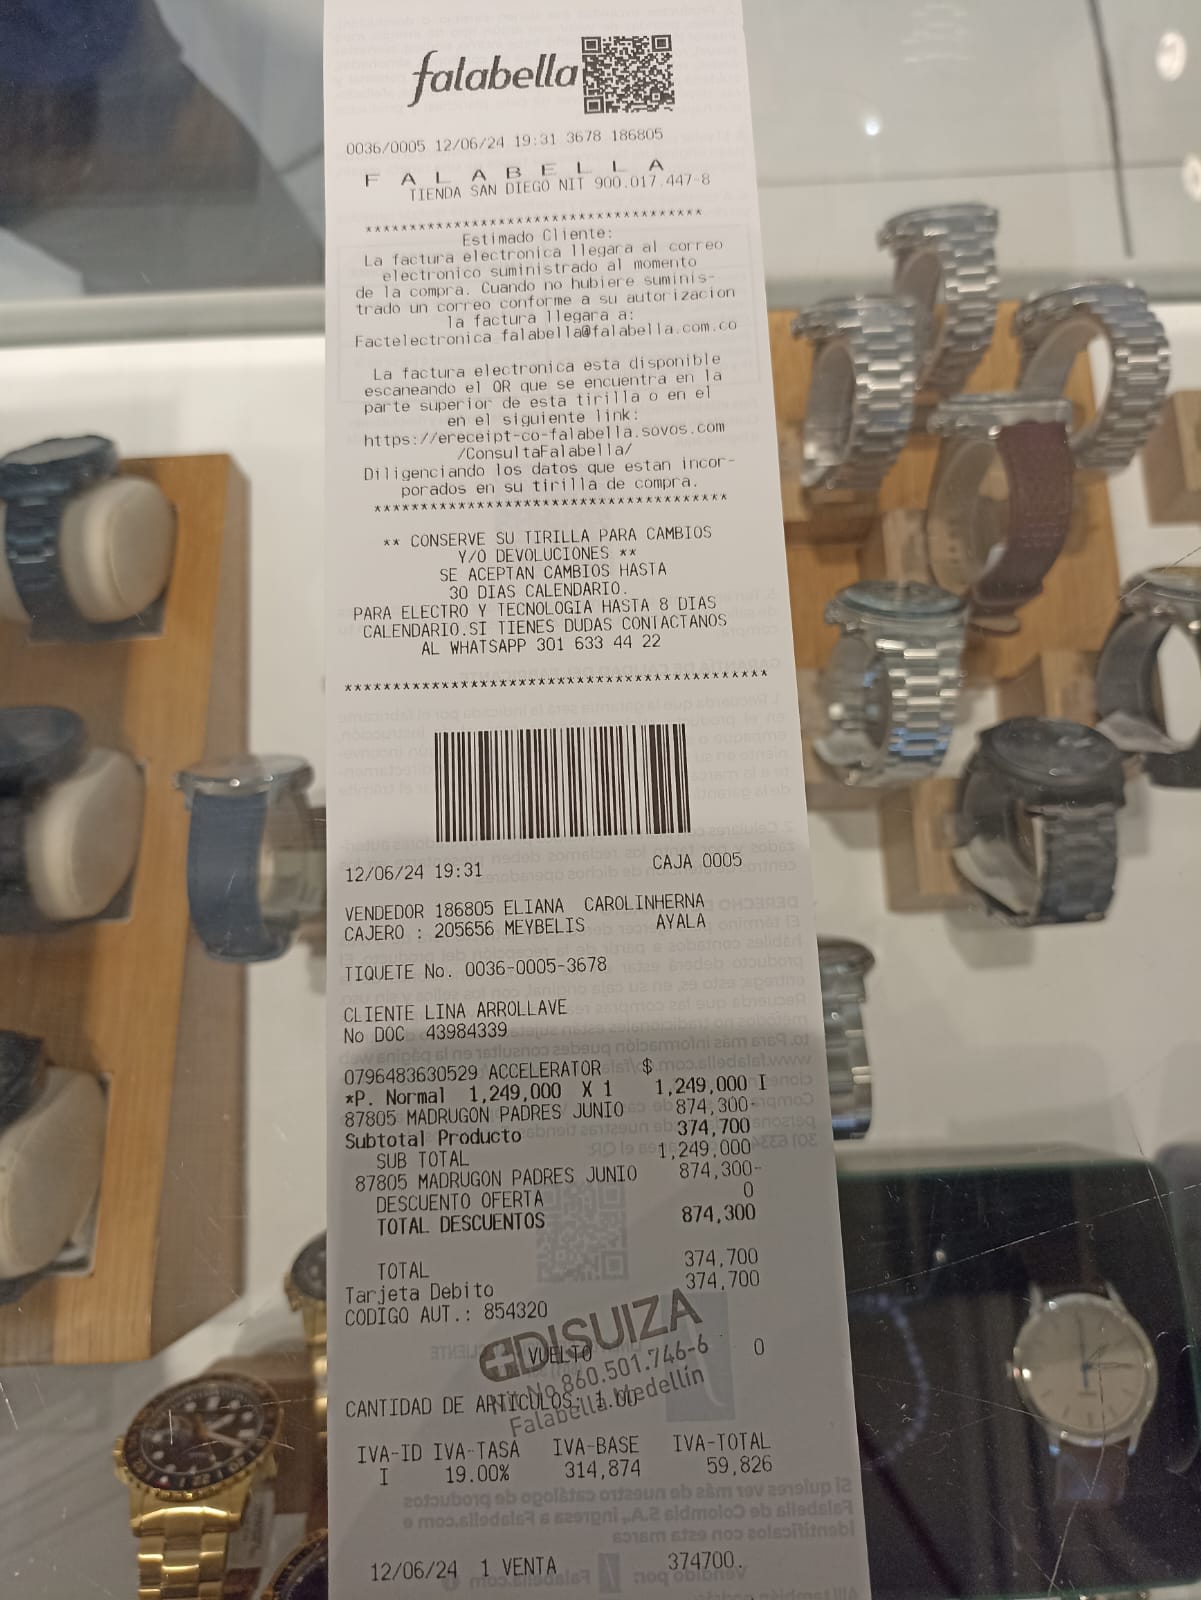 falabella
0036/0005 12/06/24 19:31 3678 186805
F A L A B E L L A
TIENDA SAN DIEGO NIT 900.017.447-8
****************************************
Estimado Cliente:
La factura electronica llegara al correo
electronico suministrado al momento
de la compra. Cuando no hubiere suminis-
trado un correo conforme a su autorizacion
la factura llegara a:
Factelectronica falabella@falabella.com.co
La factura electronica esta disponible
escaneando el QR que se encuentra en la
parte superior de esta tirilla o en el
en el siguiente link:
https://ereceipt-co-falabella.sovos.com
/ConsultaFalabella/
Diligenciando los datos que estan incor-
porados en su tirilla de compra.
****************************************
** CONSERVE SU TIRILLA PARA CAMBIOS
Y/O DEVOLUCIONES **
SE ACEPTAN CAMBIOS HASTA
30 DIAS CALENDARIO.
PARA ELECTRO Y TECNOLOGIA HASTA 8 DIAS
CALENDARIO.SI TIENES DUDAS CONTACTANOS
AL WHATSAPP 301 633 44 22
********************************************
12/06/24 19:31 CAJA 0005
VENDEDOR 186805 ELIANA CAROLINHERNA
CAJERO : 205656 MEYBELIS AYALA
TIQUETE No. 0036-0005-3678
CLIENTE LINA ARROLLAVE
No DOC 43984339
0796483630529 ACCELERATOR $
*P. Normal 1,249,000 X 1 1,249,000 I
87805 MADRUGON PADRES JUNIO 874,300-
Subtotal Producto 374,700
SUB TOTAL 1,249,000
87805 MADRUGON PADRES JUNIO 874,300-
DESCUENTO OFERTA 0
TOTAL DESCUENTOS 874,300
TOTAL 374,700
Tarjeta Debito 374,700
CODIGO AUT.: 854320
DISUIZA
VUELTO 0
Nit No 860.501.746-6
CANTIDAD DE ARTICULOS: 1.00
Falabella Medellín
IVA-ID IVA-TASA IVA-BASE IVA-TOTAL
I 19.00% 314,874 59,826
12/06/24 1 VENTA 374700.